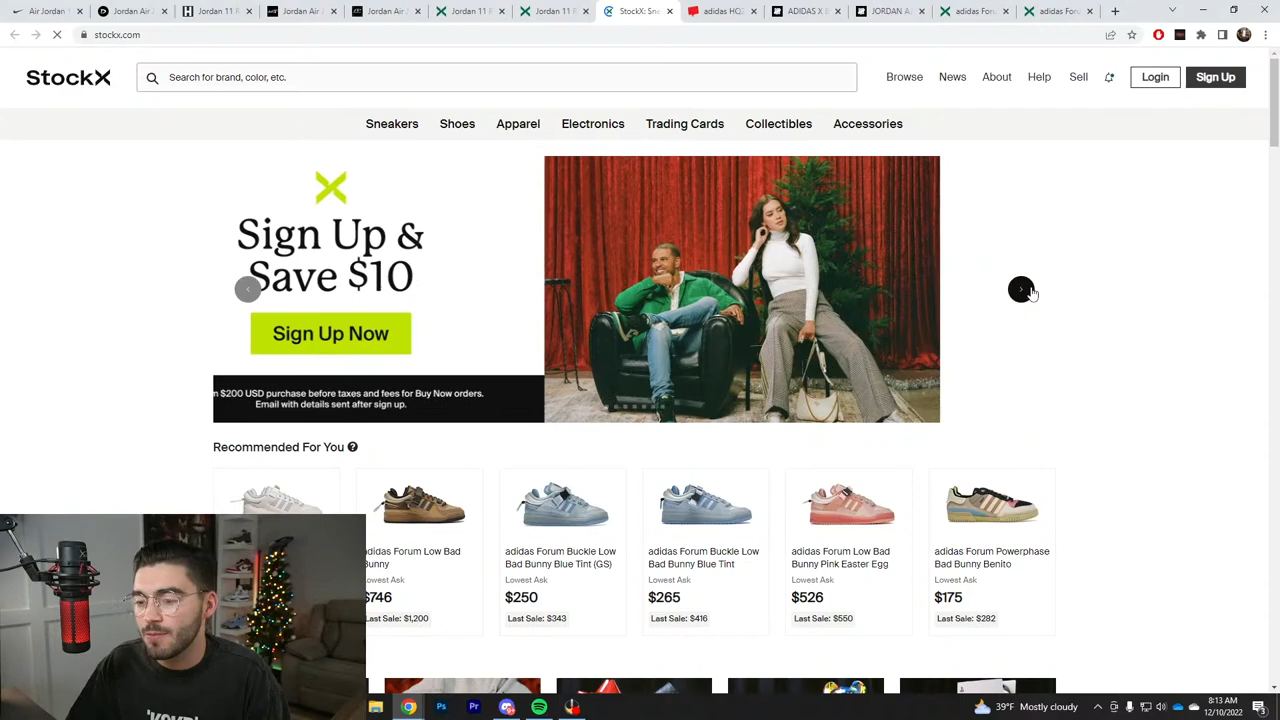 Air Jordan 1
Jordan Air J
Jordan 11 R
Jordan Air J
Jordan Air 2
Jordan 11 R
Jordan 11 R
StockX: Sne
adidas HQ2
ADIDAS X B
JORDAN A
adidas Foru
adidas Foru
stockx.com
StockX
Search for brand, color, etc.
Browse
News
About
Help
Sell
Login
Sign Up
Sneakers
Shoes
Apparel
Electronics
Trading Cards
Collectibles
Accessories
Sign Up &
Save $10
Sign Up Now
$200 USD purchase before taxes and fees for Buy Now orders.
Email with details sent after sign up.
Recommended For You
adidas Forum Low Bad
Bunny
Lowest Ask
$746
Last Sale: $1,200
adidas Forum Buckle Low
Bad Bunny Blue Tint (GS)
Lowest Ask
$250
Last Sale: $343
adidas Forum Buckle Low
Bad Bunny Blue Tint
Lowest Ask
$265
Last Sale: $416
adidas Forum Low Bad
Bunny Pink Easter Egg
Lowest Ask
$526
Last Sale: $550
adidas Forum Powerphase
Bad Bunny Benito
Lowest Ask
$175
Last Sale: $282
Ps
Pr
39°F Mostly cloudy
8:13 AM
12/10/2022